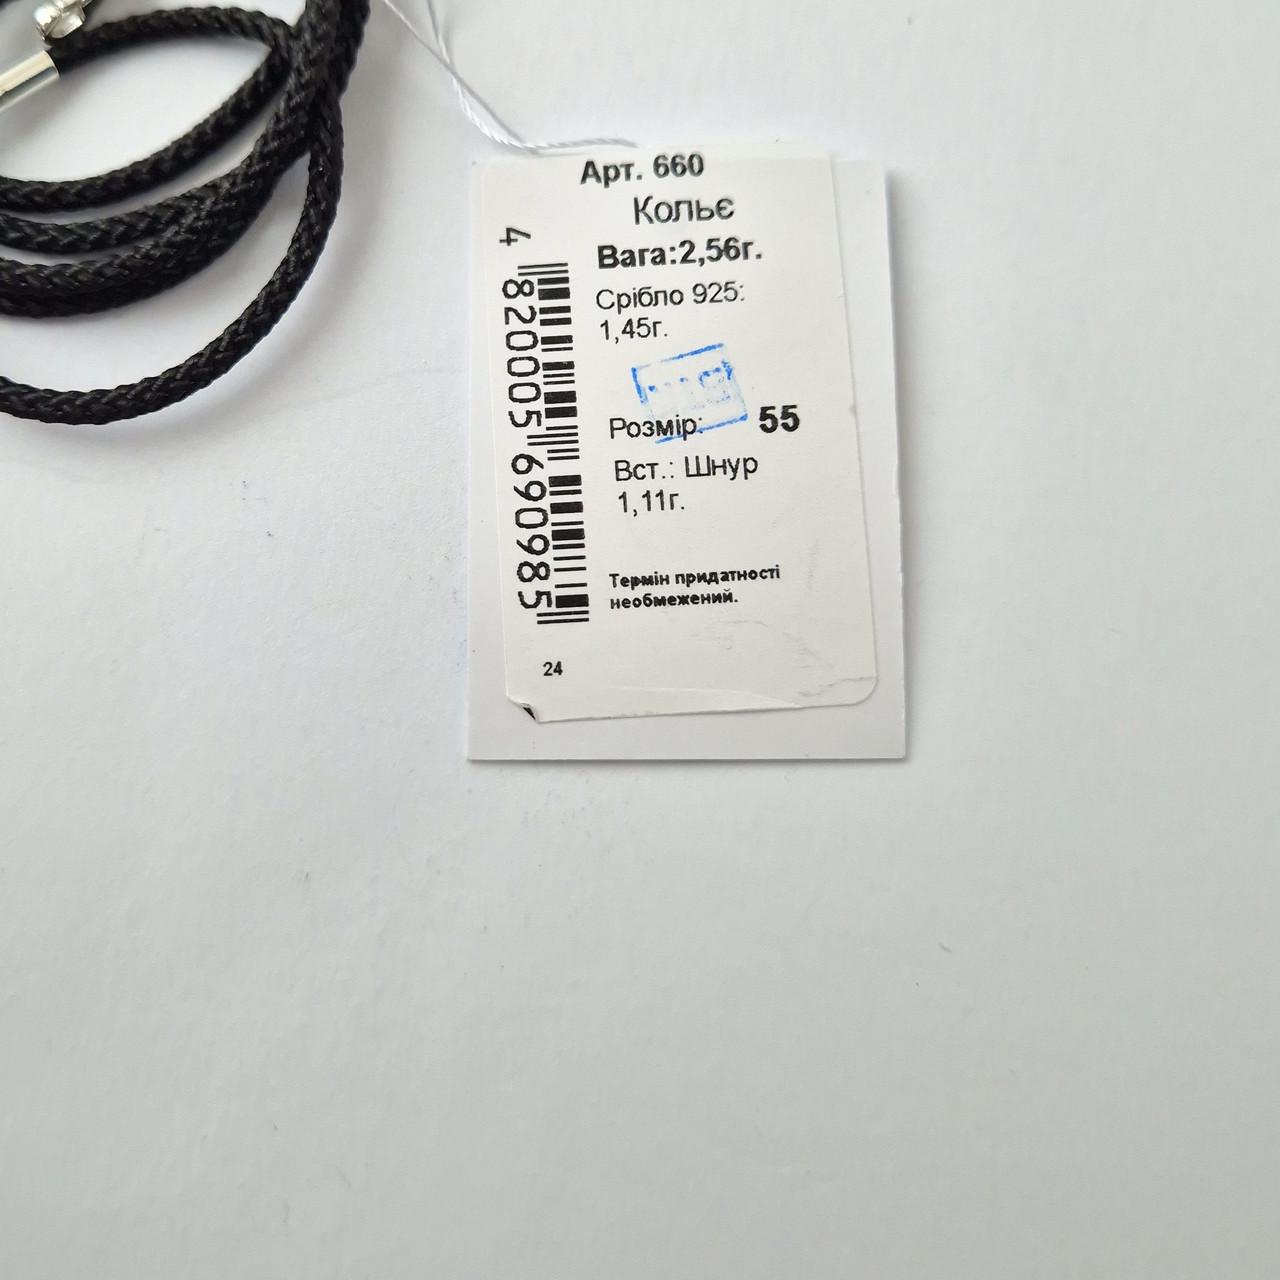 Арт. 660
Кольє
Вага:2,56г.
Срібло 925:
1,45г.
Розмір: 55
Вст.: Шнур
1,11г.
Термін придатності
необмежений.
4 820005 690985
24